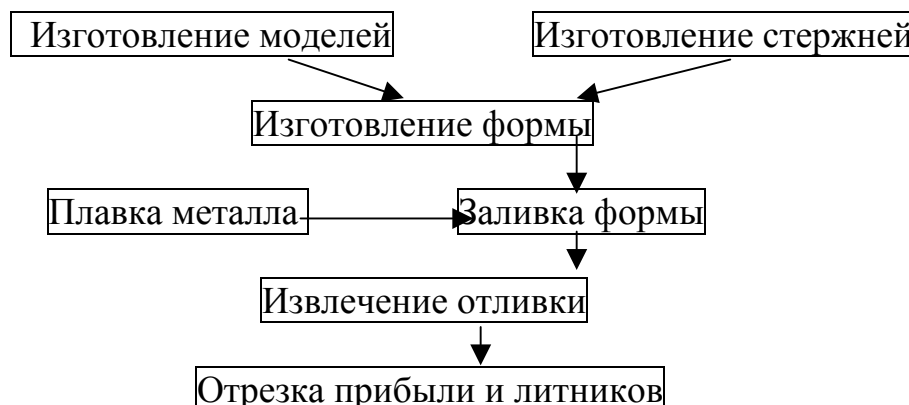 Изготовление моделей
Изготовление стержней
Изготовление формы
Плавка металла
Заливка формы
Извлечение отливки
Отрезка прибыли и литников